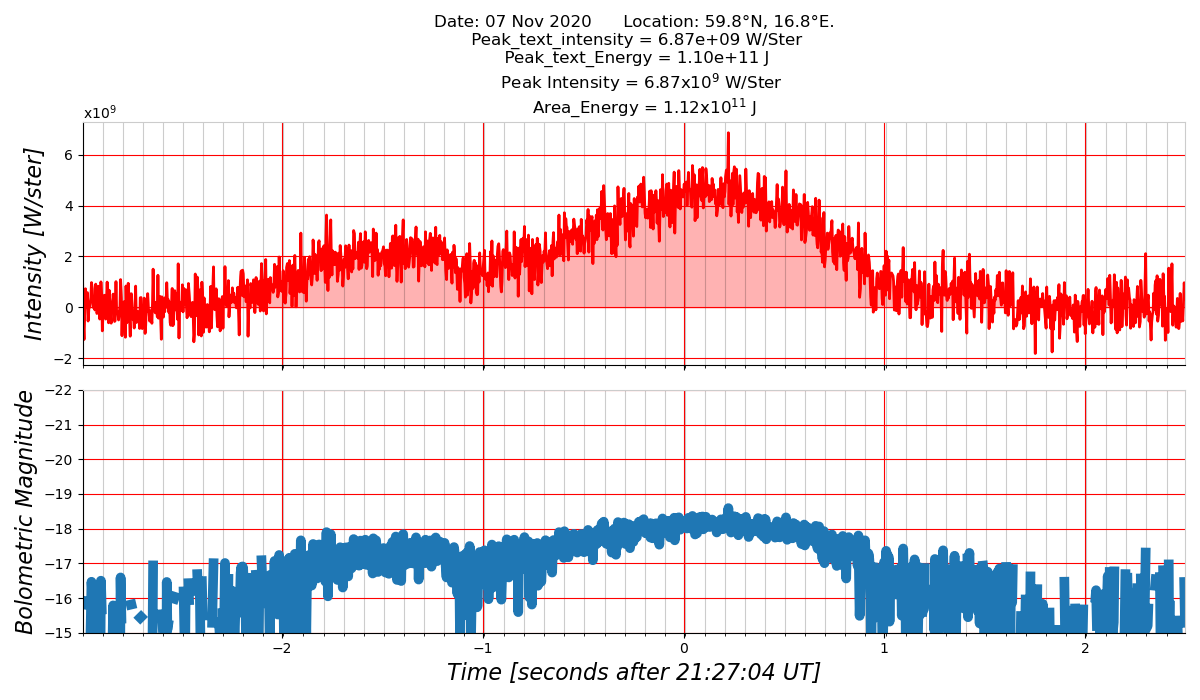 Date: 07 Nov 2020      Location: 59.8°N, 16.8°E.
Peak_text_intensity = 6.87e+09 W/Ster
Peak_text_Energy = 1.10e+11 J
Peak Intensity = 6.87x10⁹ W/Ster
Area_Energy = 1.12x10¹¹ J
x10⁹
6
4
2
0
−2
Intensity [W/ster]
−22
−21
−20
−19
−18
−17
−16
−15
Bolometric Magnitude
−2 −1 0 1 2
Time [seconds after 21:27:04 UT]